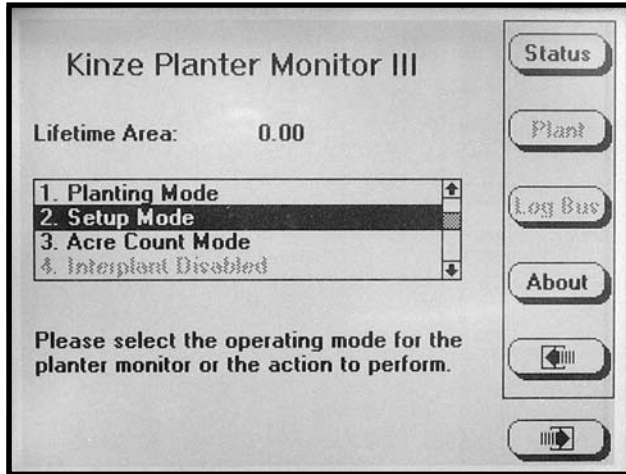 Kinze Planter Monitor III
Lifetime Area: 0.00
1. Planting Mode
2. Setup Mode
3. Acre Count Mode
4. Interplant Disabled
Please select the operating mode for the
planter monitor or the action to perform.
Status
Plant
Log Bus
About